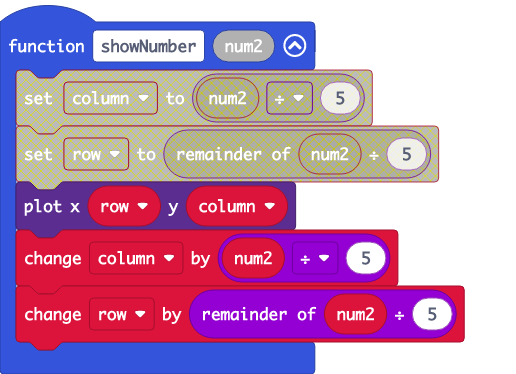 function showNumber num2
set column to num2 ÷ 5
set row to remainder of num2 ÷ 5
plot x row y column
change column by num2 ÷ 5
change row by remainder of num2 ÷ 5